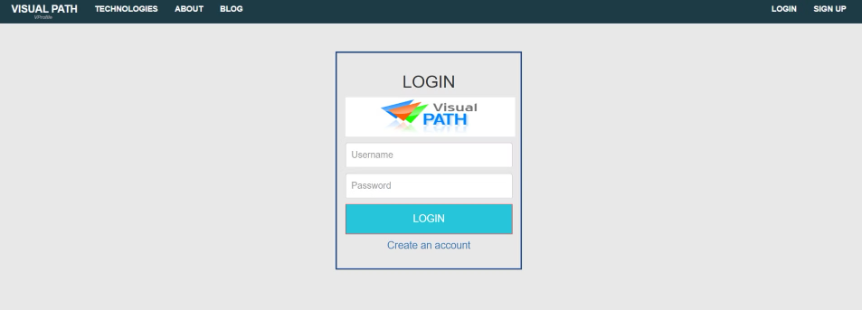 VISUAL PATH TECHNOLOGIES ABOUT BLOG LOGIN SIGN UP
LOGIN
Visual
PATH
Username
Password
LOGIN
Create an account